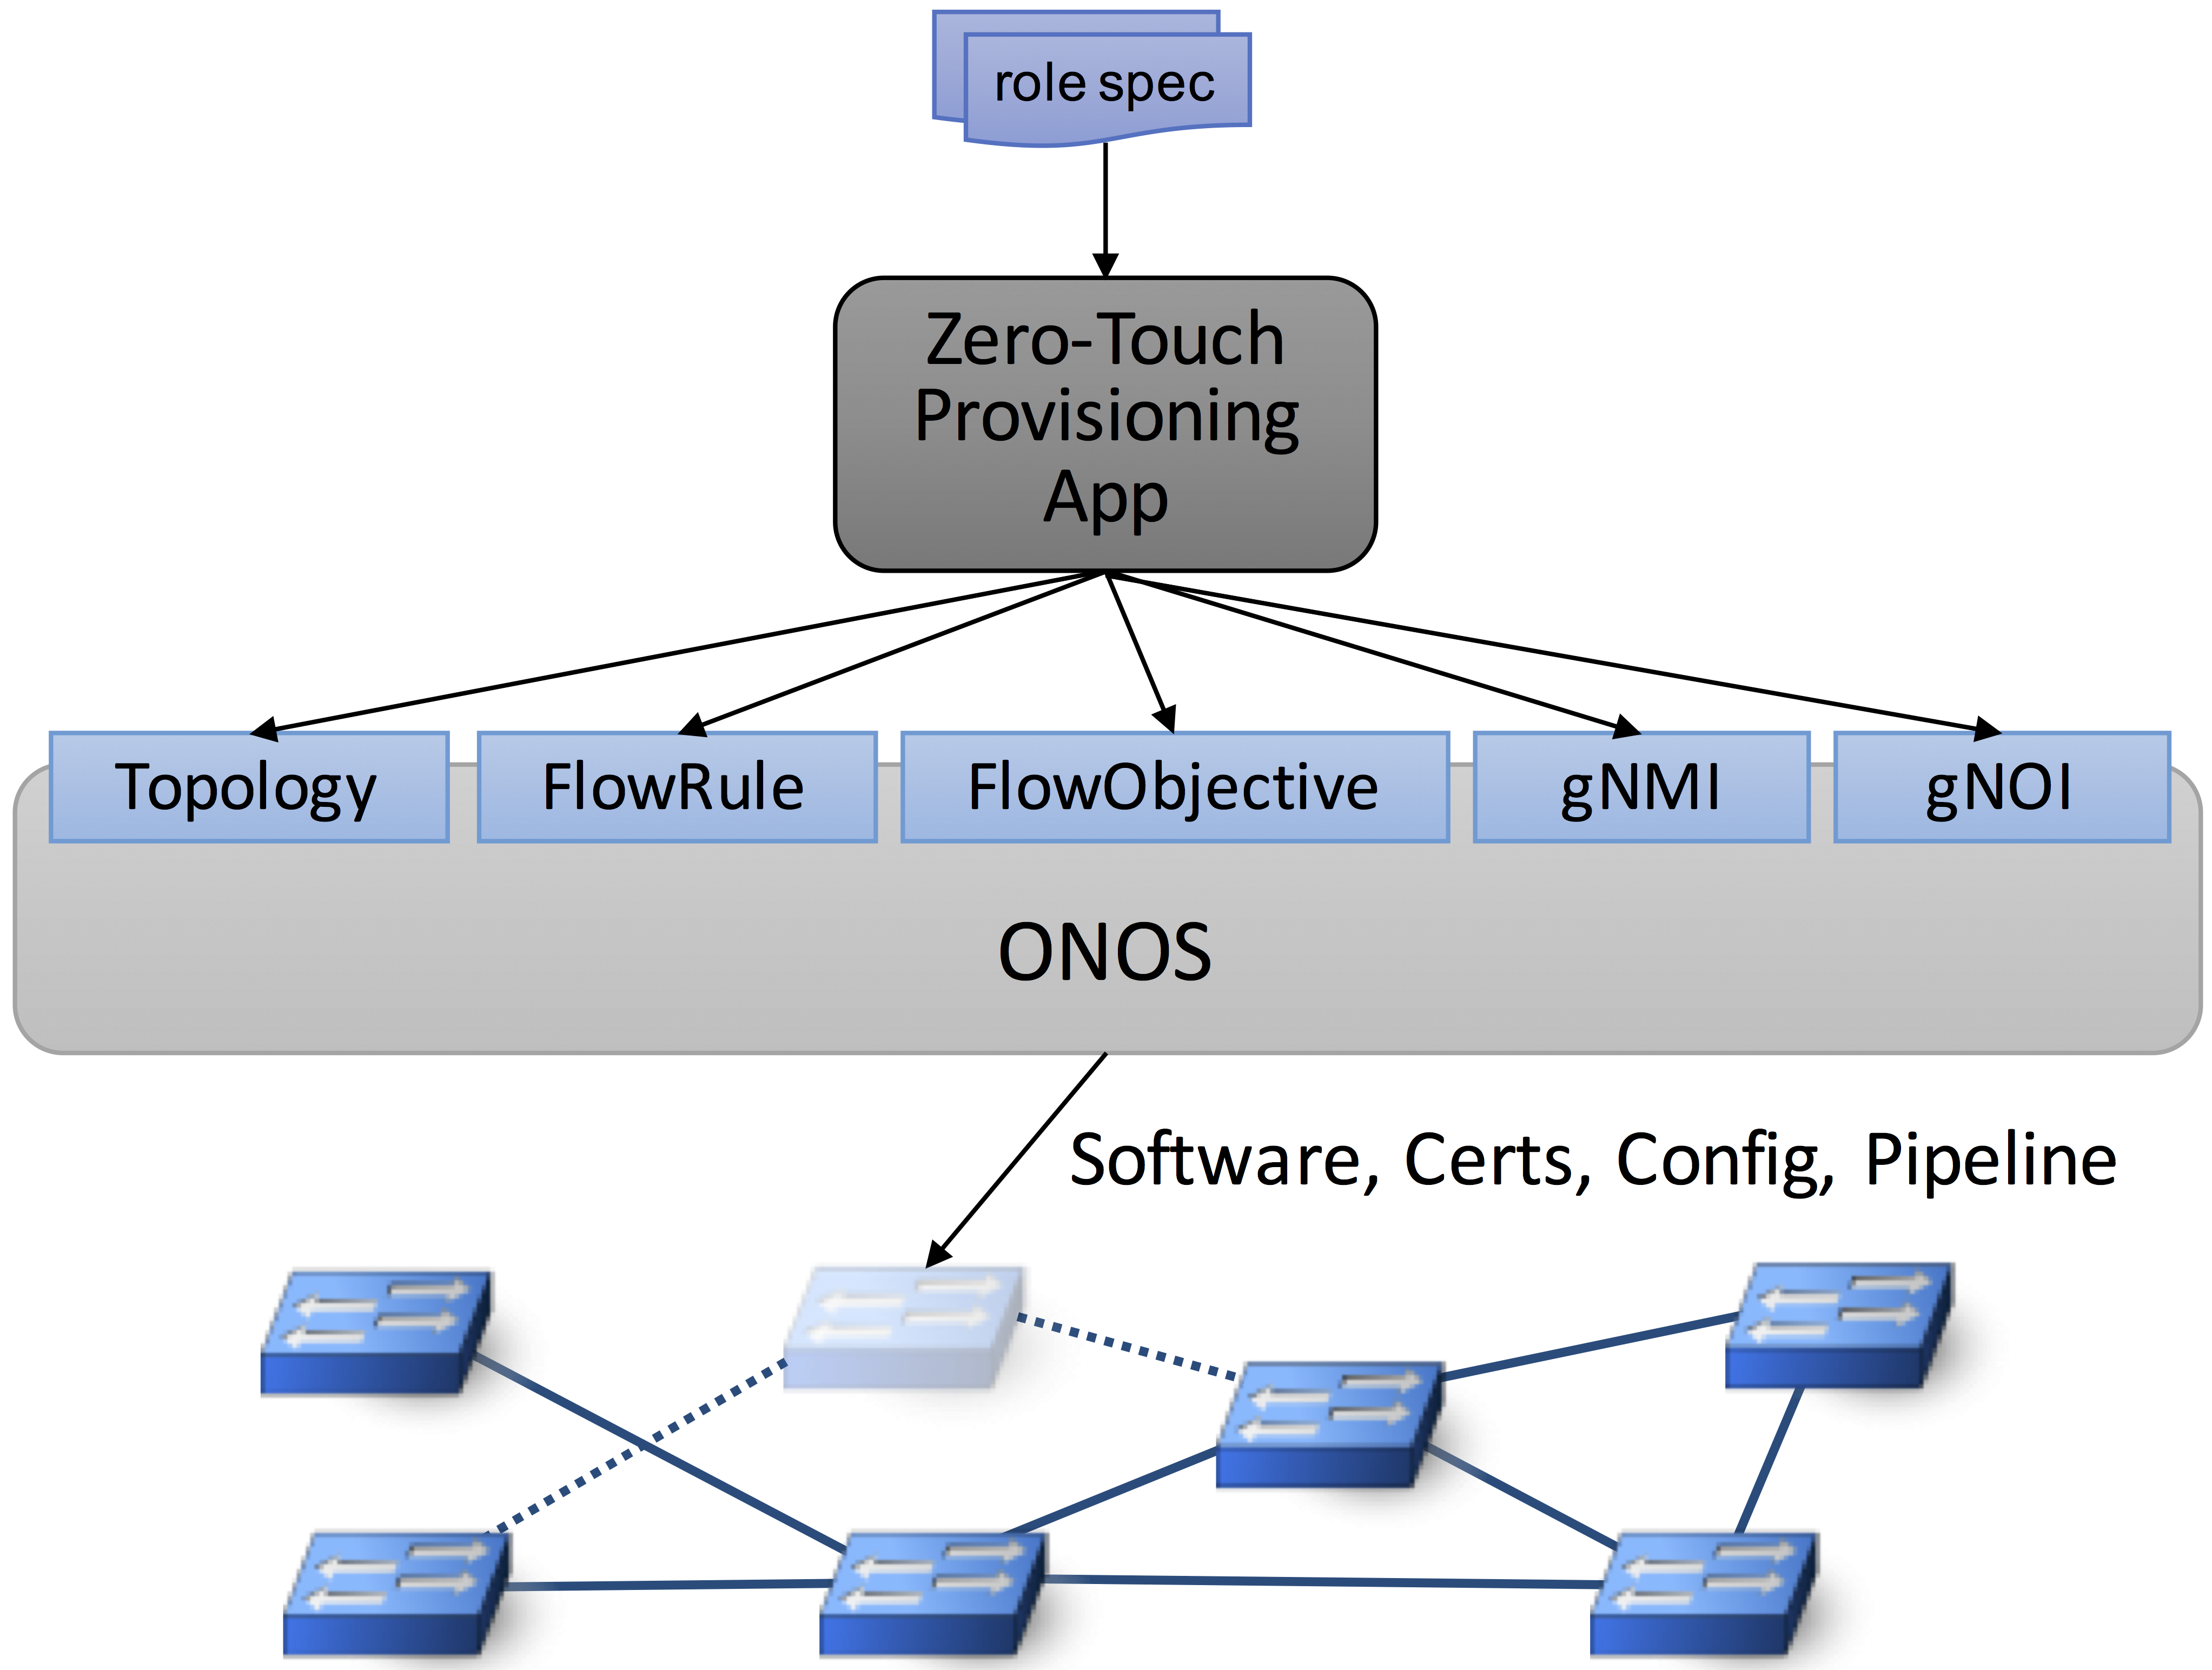 role spec
Zero-Touch
Provisioning
App
Topology
FlowRule
FlowObjective
gNMI
gNOI
ONOS
Software, Certs, Config, Pipeline